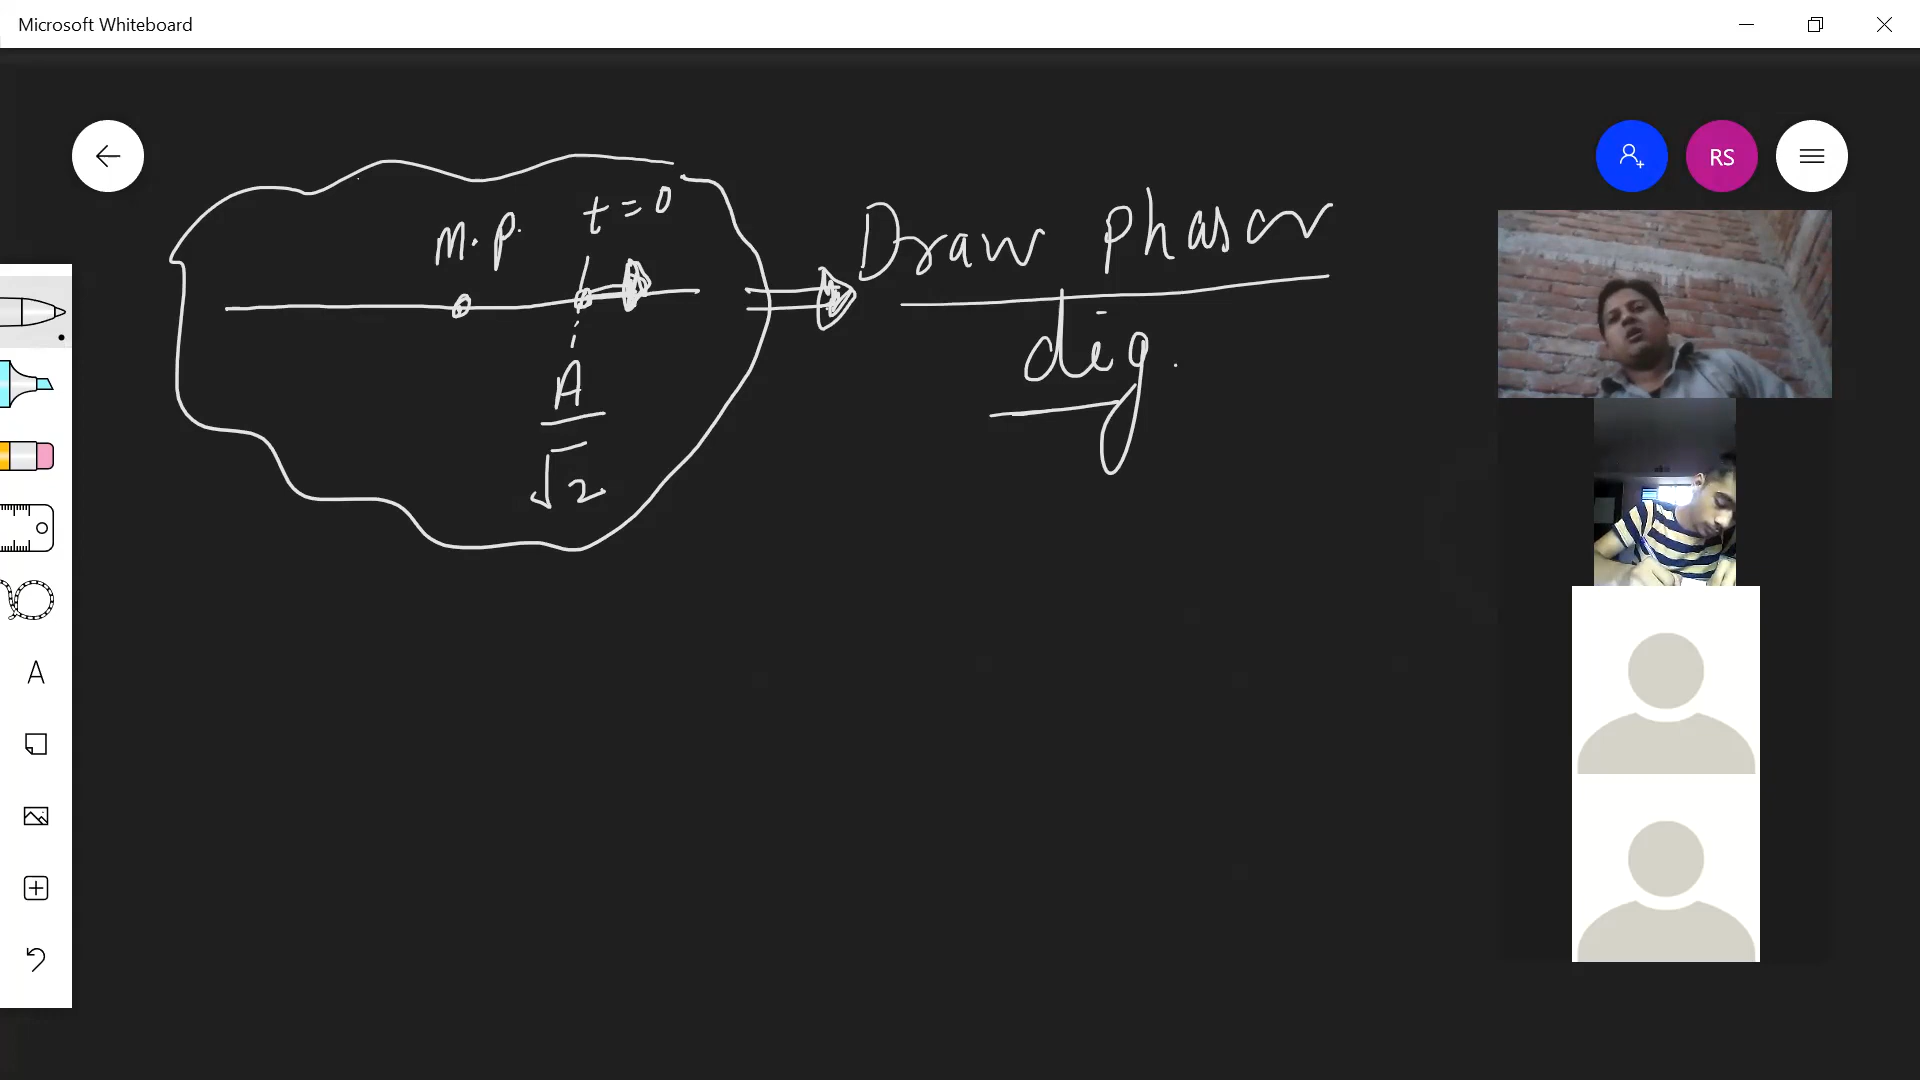 Microsoft Whiteboard
RS
t = 0
m.p.
A
√2
Draw phasor
dig.
A